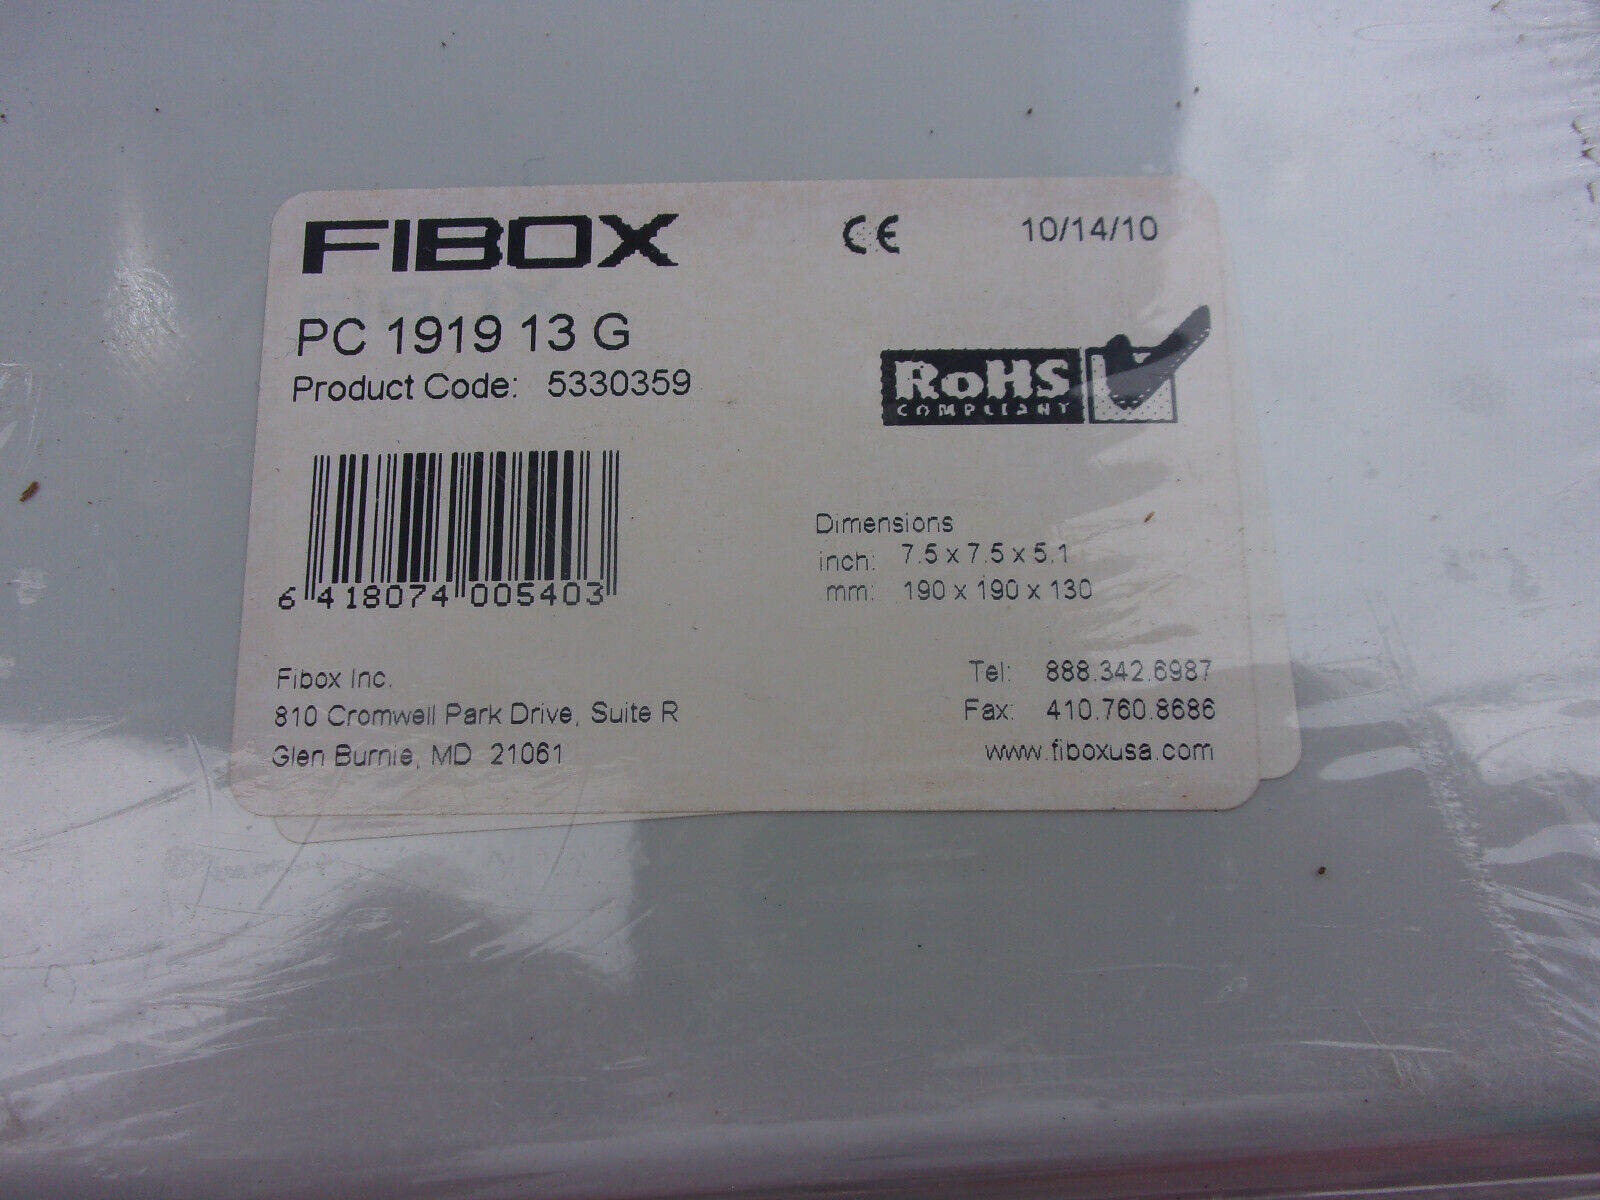 FIBOX
CE 10/14/10
PC 1919 13 G
Product Code: 5330359
RoHS
COMPLIANT
6 418074 005403
Dimensions
inch: 7.5 x 7.5 x 5.1
mm: 190 x 190 x 130
Fibox Inc.
810 Cromwell Park Drive, Suite R
Glen Burnie, MD 21061
Tel: 888.342.6987
Fax: 410.760.8686
www.fiboxusa.com